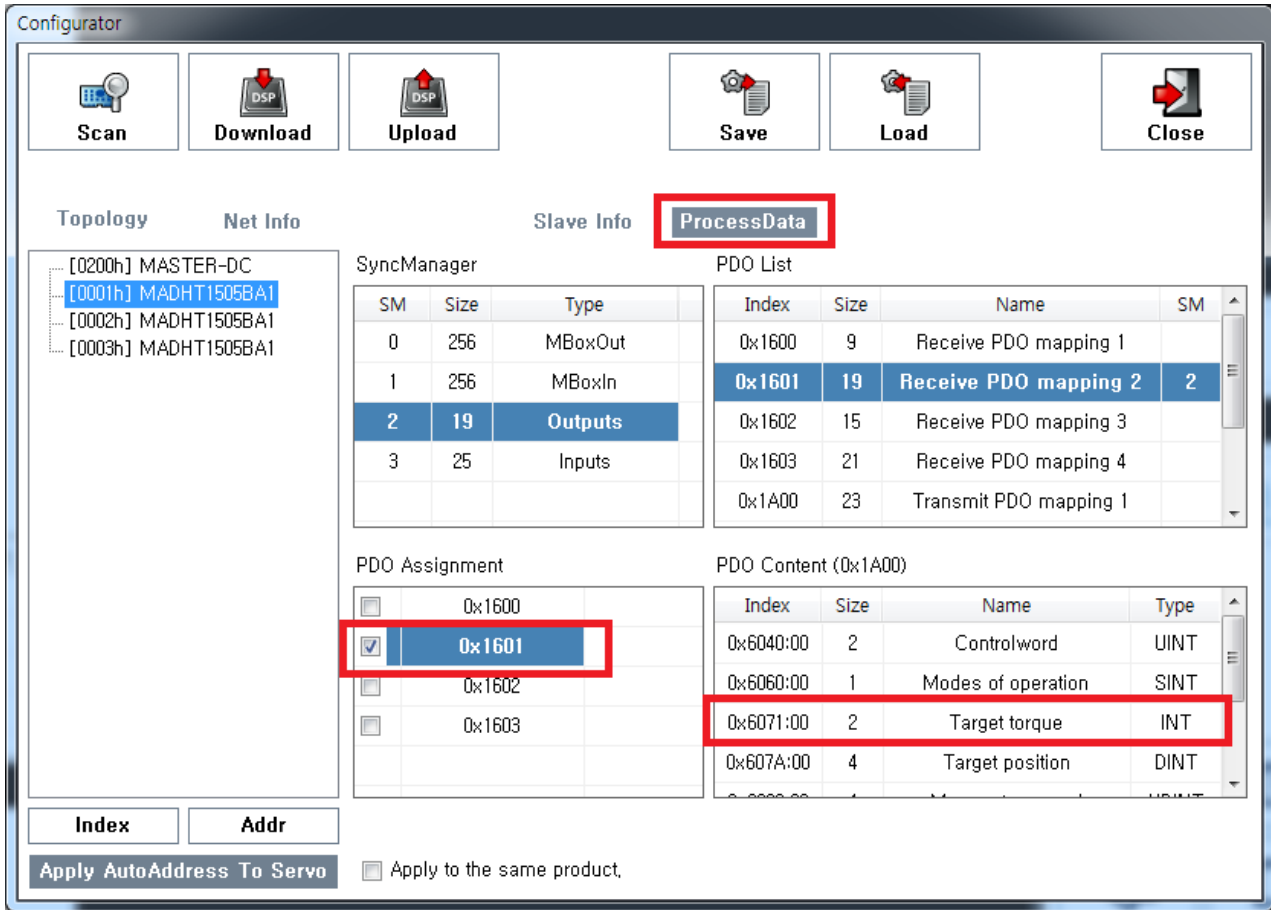 Configurator
Scan
Download
Upload
Save
Load
Close
Topology
Net Info
Slave Info
ProcessData
[0200h] MASTER-DC
[0001h] MADHT1505BA1
[0002h] MADHT1505BA1
[0003h] MADHT1505BA1
SyncManager
SM Size Type
0 256 MBoxOut
1 256 MBoxIn
2 19 Outputs
3 25 Inputs
PDO List
Index Size Name SM
0x1600 9 Receive PDO mapping 1
0x1601 19 Receive PDO mapping 2 2
0x1602 15 Receive PDO mapping 3
0x1603 21 Receive PDO mapping 4
0x1A00 23 Transmit PDO mapping 1
PDO Assignment
0x1600
0x1601
0x1602
0x1603
PDO Content (0x1A00)
Index Size Name Type
0x6040:00 2 Controlword UINT
0x6060:00 1 Modes of operation SINT
0x6071:00 2 Target torque INT
0x607A:00 4 Target position DINT
Index
Addr
Apply AutoAddress To Servo
Apply to the same product,